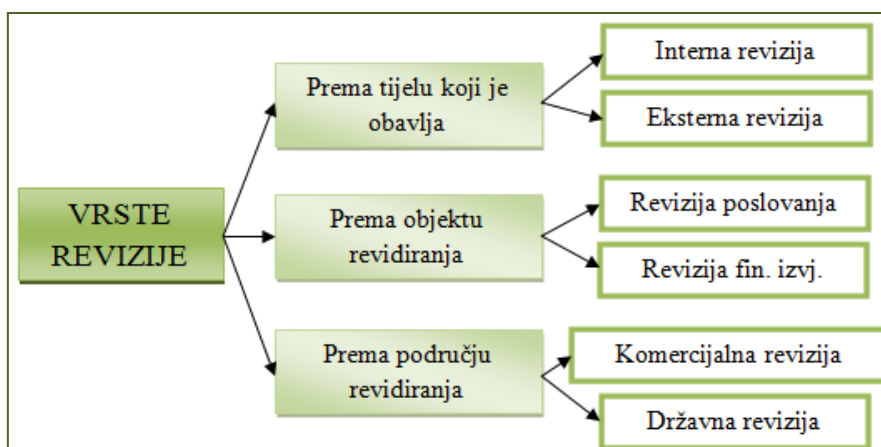 VRSTE
REVIZIJE
Prema tijelu koji je
obavlja
Interna revizija
Eksterna revizija
Prema objektu
revidiranja
Revizija poslovanja
Revizija fin. izvj.
Prema području
revidiranja
Komercijalna revizija
Državna revizija